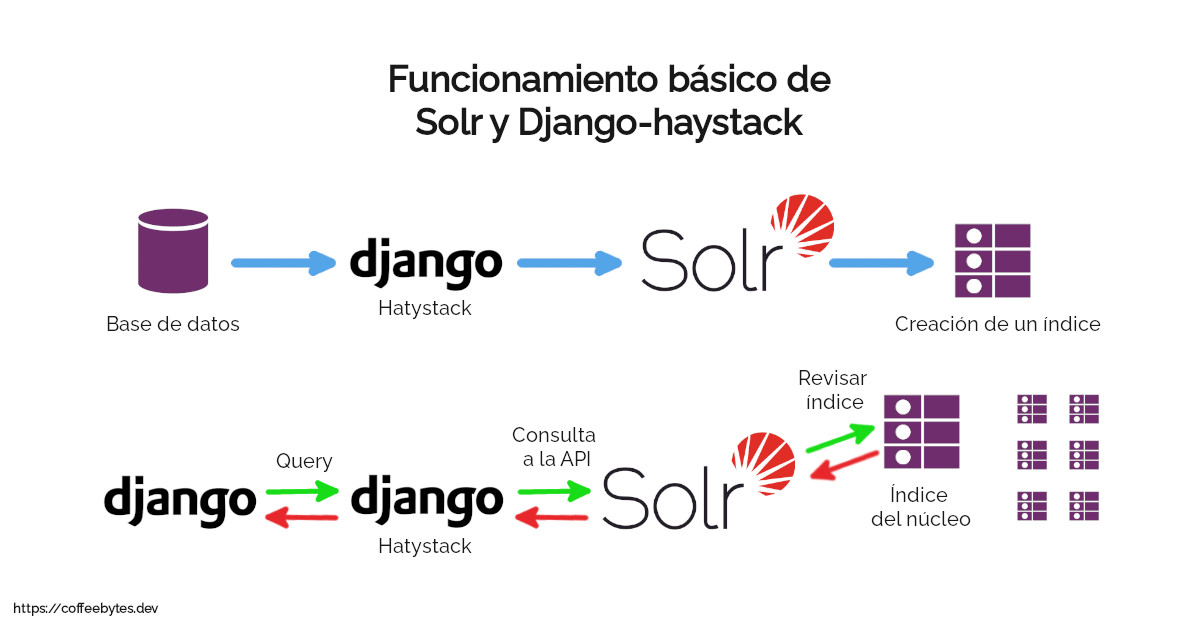 Funcionamiento básico de
Solr y Django-haystack
django
Hatystack
Solr
Base de datos
Creación de un índice
Revisar
índice
Consulta
a la API
Query
django
django
Hatystack
Solr
Índice
del núcleo
https://coffeebytes.dev